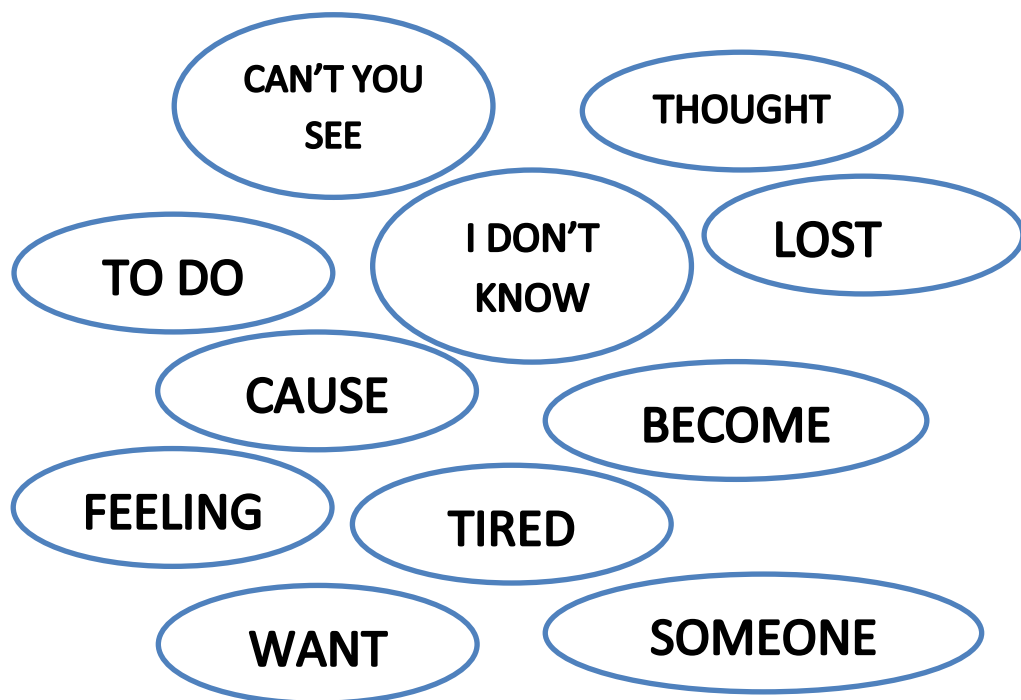 CAN'T YOU
SEE
THOUGHT
LOST
I DON'T
KNOW
TO DO
CAUSE
BECOME
FEELING
TIRED
WANT
SOMEONE